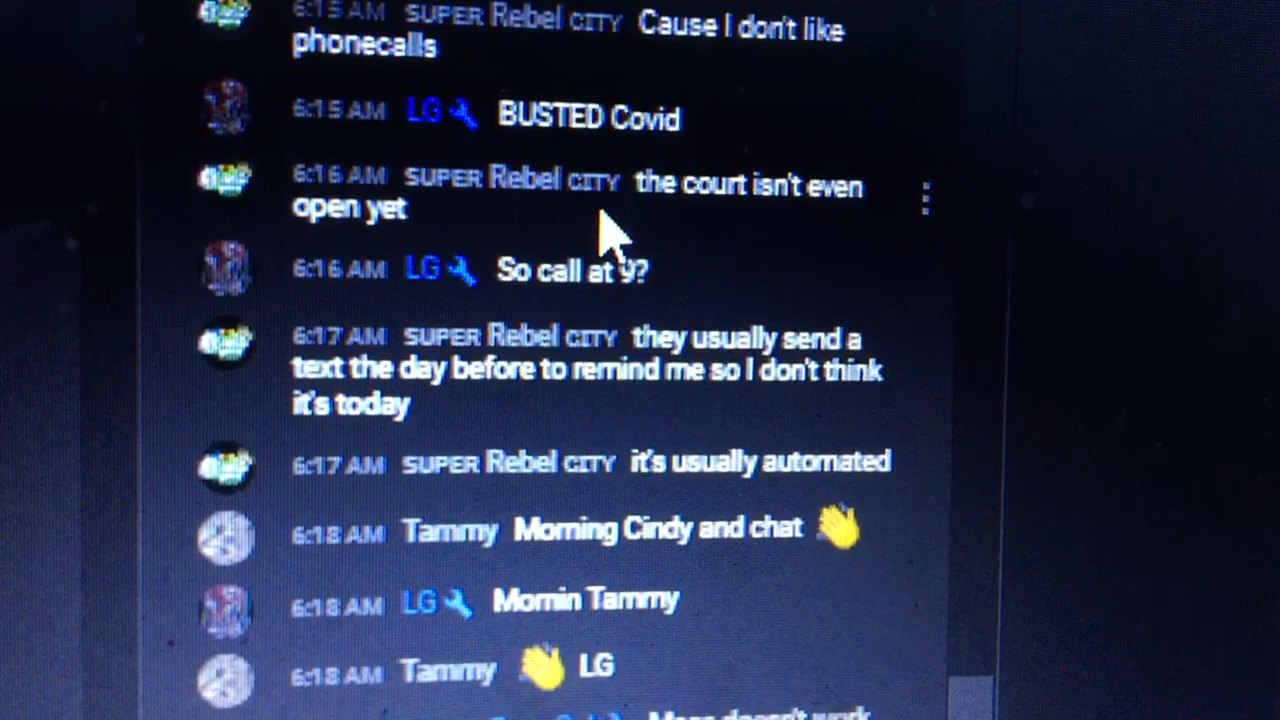 6:15 AM SUPER Rebel CITY Cause I don't like
phonecalls
6:15 AM LG BUSTED Covid
6:16 AM SUPER Rebel CITY the court isn't even
open yet
6:16 AM LG So call at 9?
6:17 AM SUPER Rebel CITY they usually send a
text the day before to remind me so I don't think
it's today
6:17 AM SUPER Rebel CITY it's usually automated
6:18 AM Tammy Morning Cindy and chat 👋
6:18 AM LG Mornin Tammy
6:18 AM Tammy 👋 LG
doesn't work